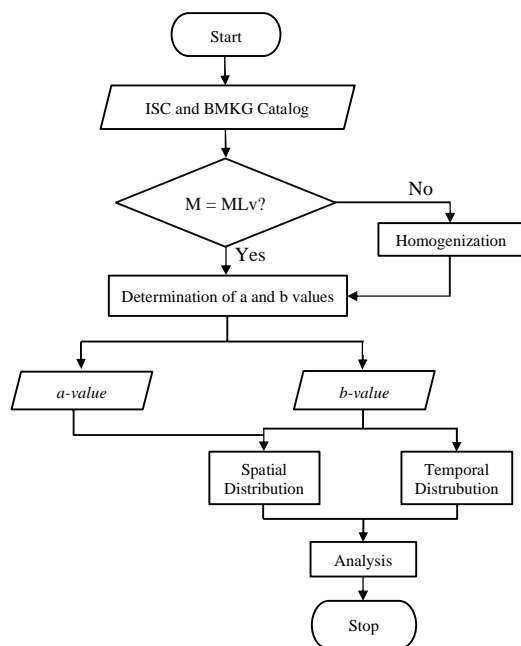 Start
ISC and BMKG Catalog
M = MLv?
No
Homogenization
Yes
Determination of a and b values
a-value
b-value
Spatial
Distribution
Temporal
Distrubution
Analysis
Stop